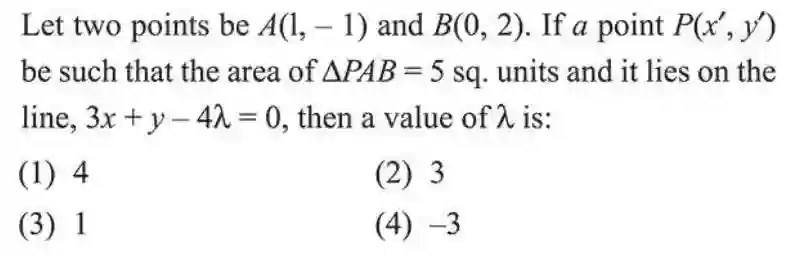 Let two points be A(1, – 1) and B(0, 2). If a point P(x′, y′)
be such that the area of ΔPAB = 5 sq. units and it lies on the
line, 3x + y – 4λ = 0, then a value of λ is:
(1) 4 (2) 3
(3) 1 (4) –3